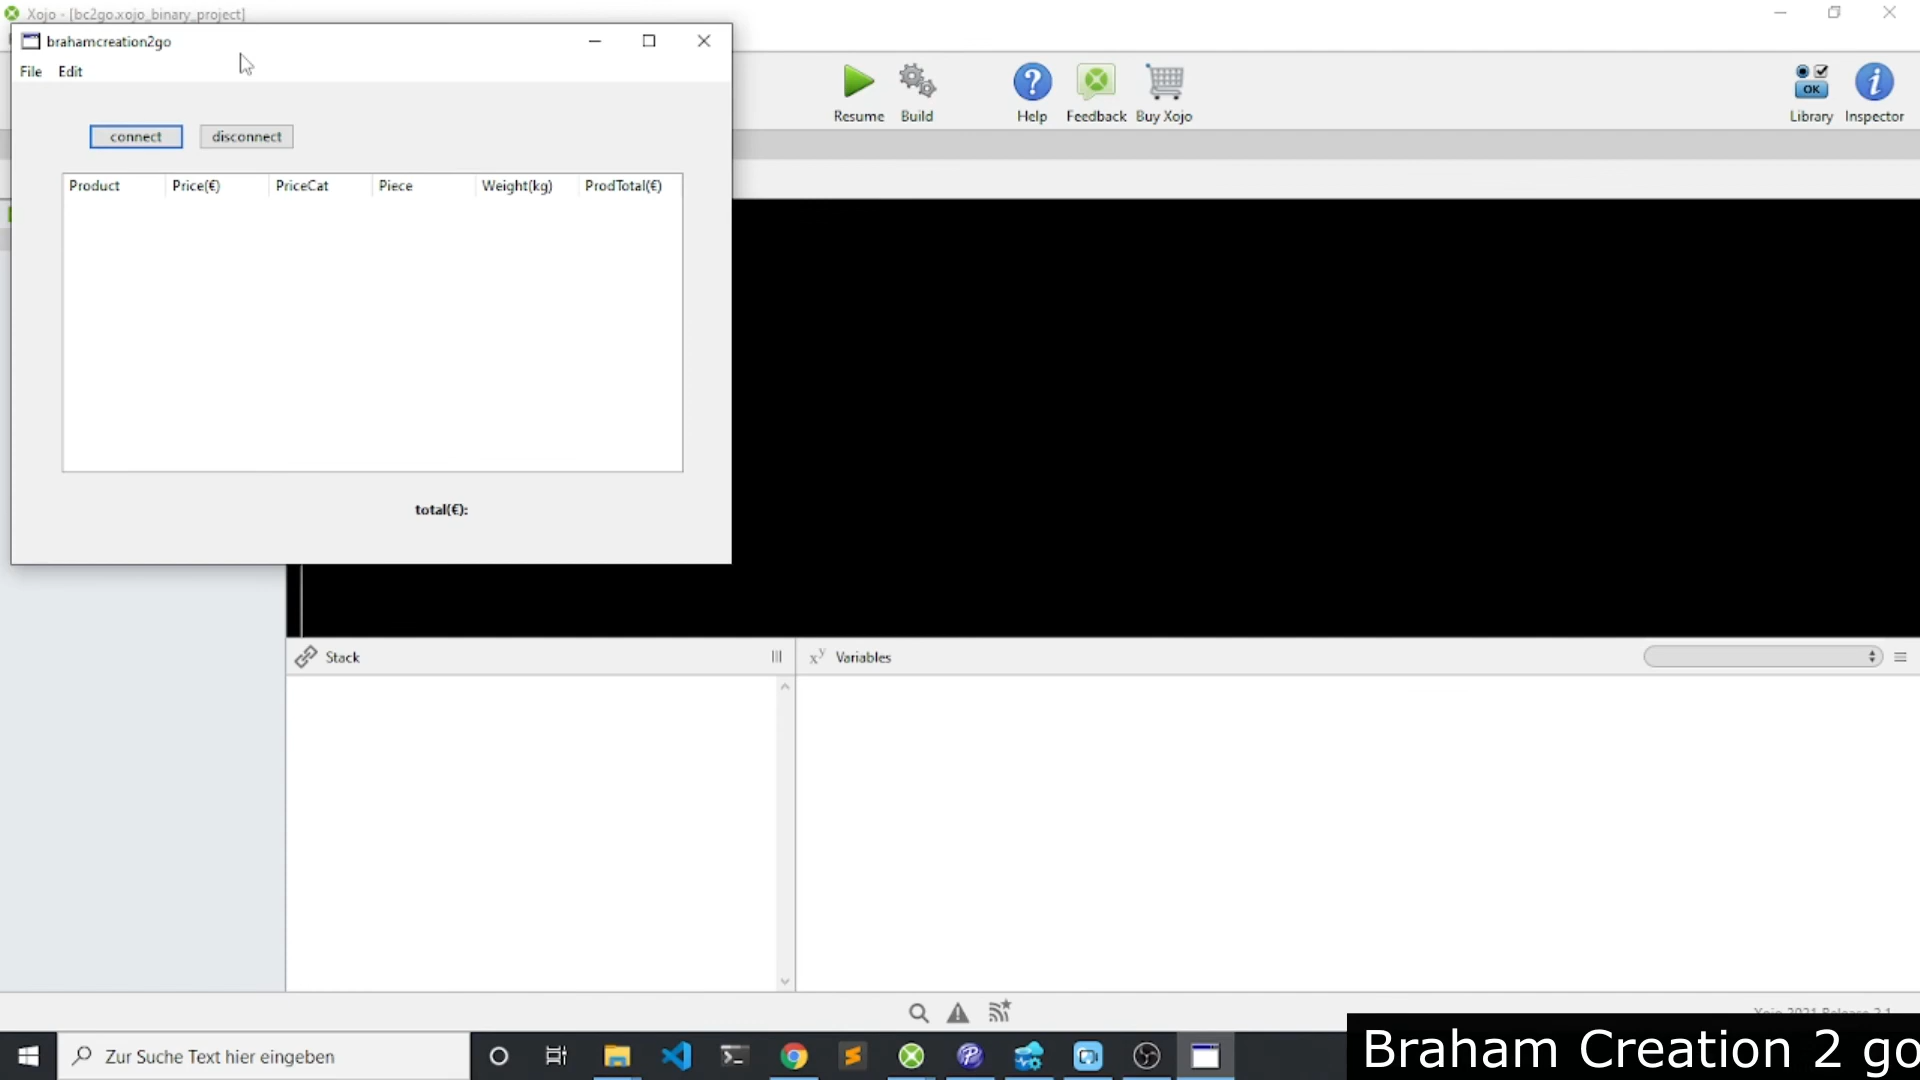 Xojo - [bc2go.xojo_binary_project]
brahamcreation2go
File Edit
connect disconnect
Product Price(€) PriceCat Piece Weight(kg) ProdTotal(€)
total(€):
Resume Build Help Feedback Buy Xojo Library Inspector
OK
Stack
Variables
Zur Suche Text hier eingeben
Braham Creation 2 go